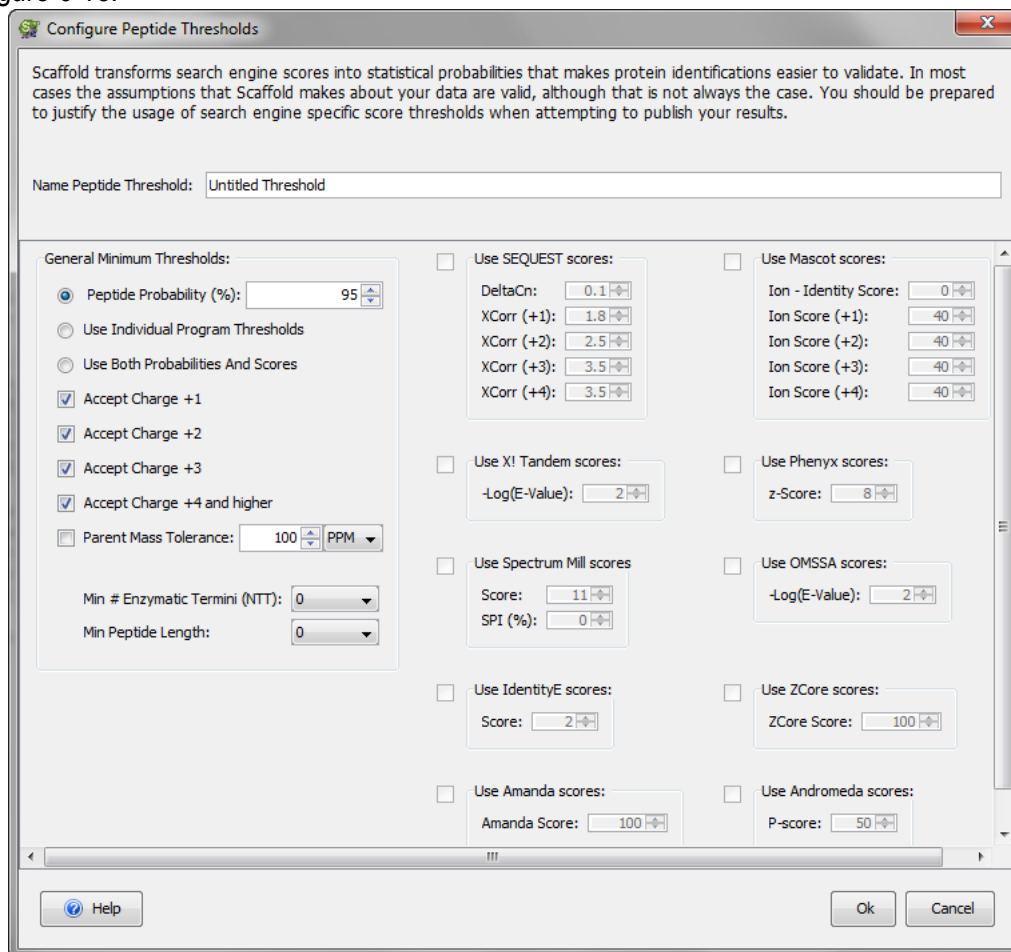 Configure Peptide Thresholds
Scaffold transforms search engine scores into statistical probabilities that makes protein identifications easier to validate. In most
cases the assumptions that Scaffold makes about your data are valid, although that is not always the case. You should be prepared
to justify the usage of search engine specific score thresholds when attempting to publish your results.
Name Peptide Threshold: Untitled Threshold
General Minimum Thresholds:
Peptide Probability (%): 95
Use Individual Program Thresholds
Use Both Probabilities And Scores
Accept Charge +1
Accept Charge +2
Accept Charge +3
Accept Charge +4 and higher
Parent Mass Tolerance: 100 PPM
Min # Enzymatic Termini (NTT): 0
Min Peptide Length: 0
Use SEQUEST scores:
DeltaCn: 0.1
XCorr (+1): 1.8
XCorr (+2): 2.5
XCorr (+3): 3.5
XCorr (+4): 3.5
Use Mascot scores:
Ion - Identity Score: 0
Ion Score (+1): 40
Ion Score (+2): 40
Ion Score (+3): 40
Ion Score (+4): 40
Use X! Tandem scores:
-Log(E-Value): 2
Use Phenyx scores:
z-Score: 8
Use Spectrum Mill scores
Score: 11
SPI (%): 0
Use OMSSA scores:
-Log(E-Value): 2
Use IdentityE scores:
Score: 2
Use ZCore scores:
ZCore Score: 100
Use Amanda scores:
Amanda Score: 100
Use Andromeda scores:
P-score: 50
Help
Ok
Cancel